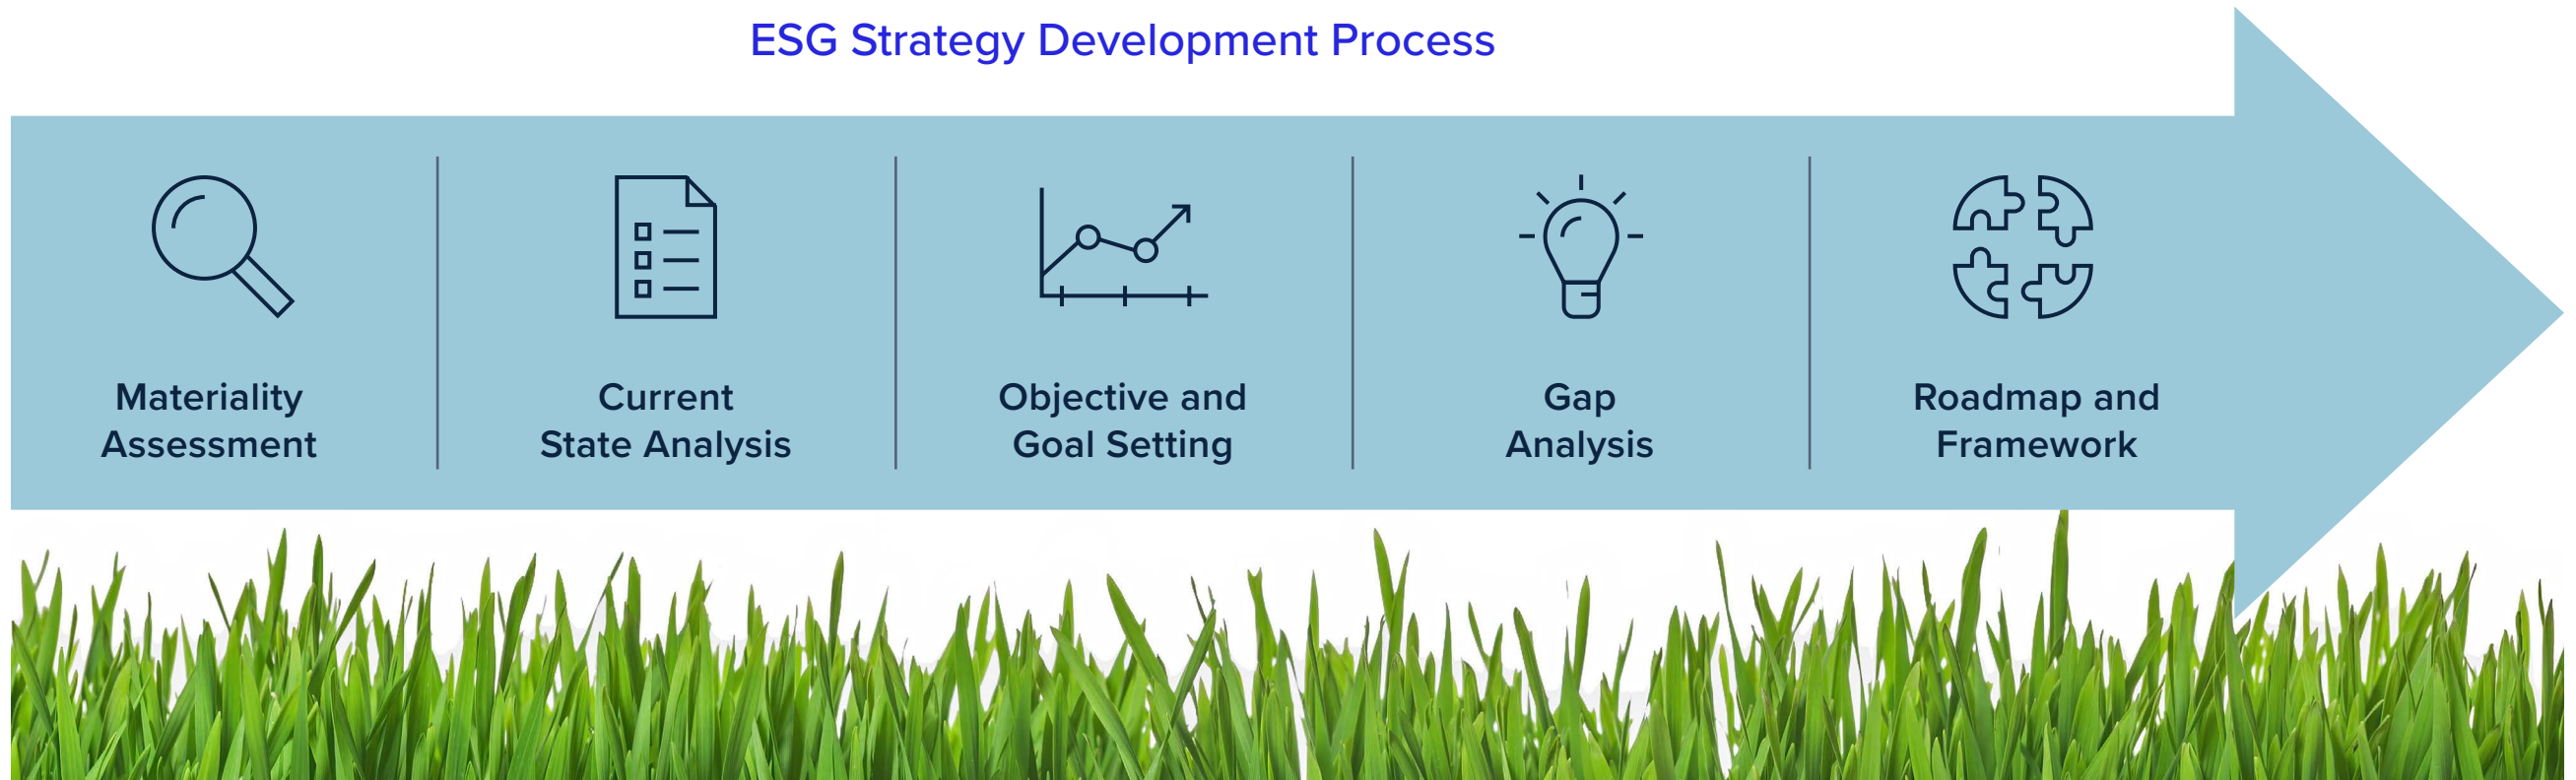 ESG Strategy Development Process
Materiality
Assessment
Current
State Analysis
Objective and
Goal Setting
Gap
Analysis
Roadmap and
Framework